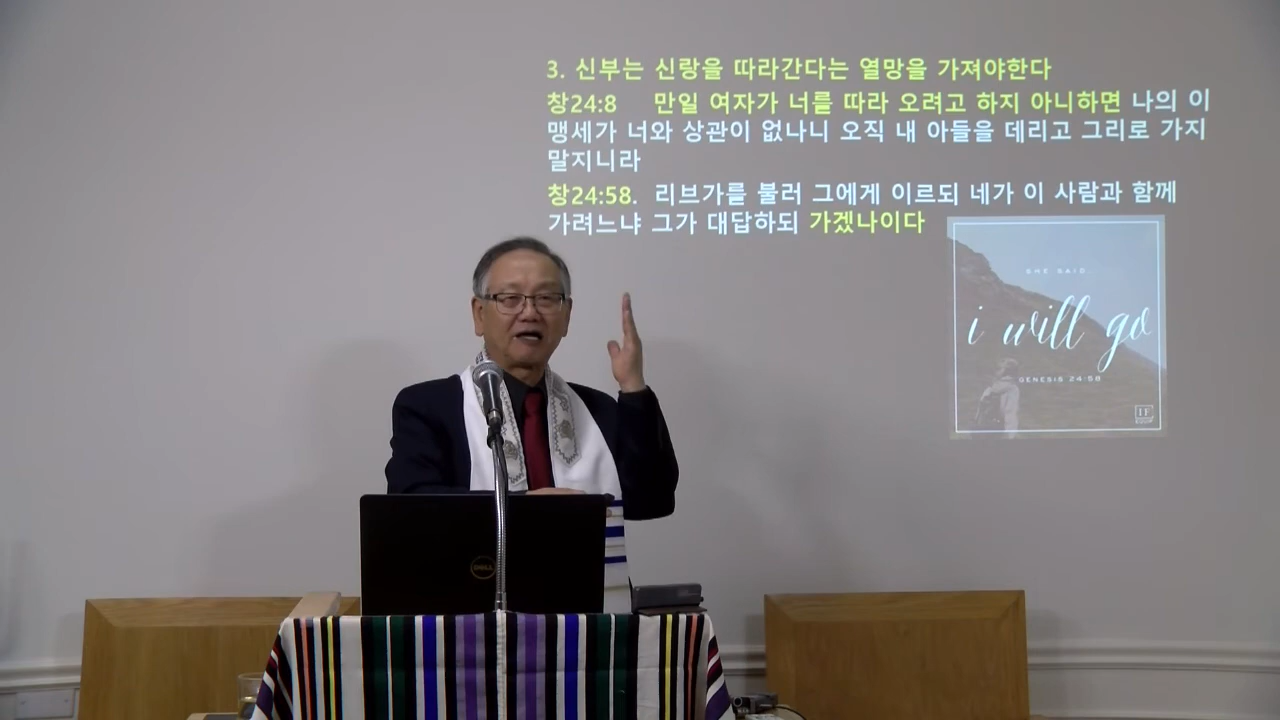 3. 신부는 신랑을 따라간다는 열망을 가져야한다
창24:8 만일 여자가 너를 따라 오려고 하지 아니하면 나의 이
맹세가 너와 상관이 없나니 오직 내 아들을 데리고 그리로 가지
말지니라
창24:58. 리브가를 불러 그에게 이르되 네가 이 사람과 함께
가려느냐 그가 대답하되 가겠나이다
SHE SAID,
i will go
GENESIS 24:58
IF
DELL